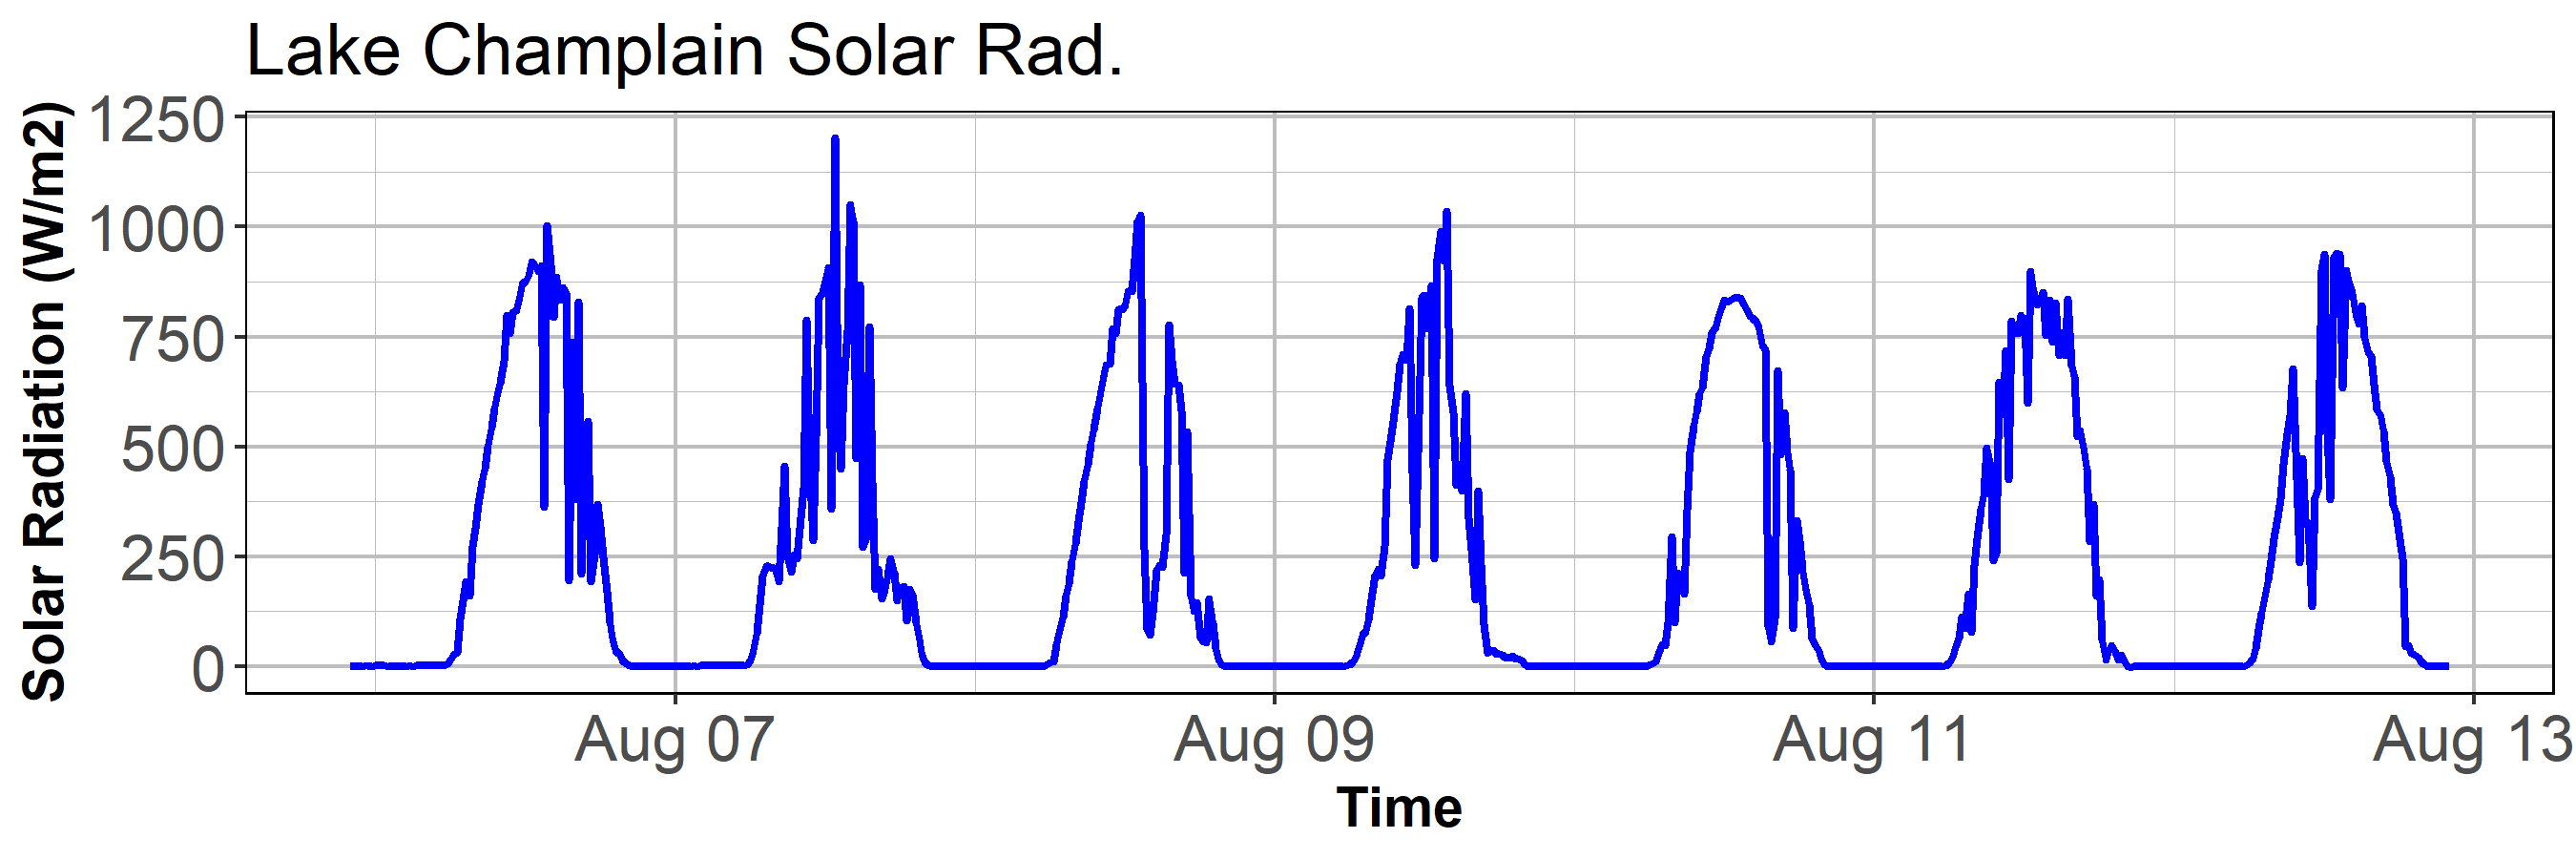 Lake Champlain Solar Rad.
Solar Radiation (W/m2)
1250
1000
750
500
250
0
Aug 07 Aug 09 Aug 11 Aug 13
Time